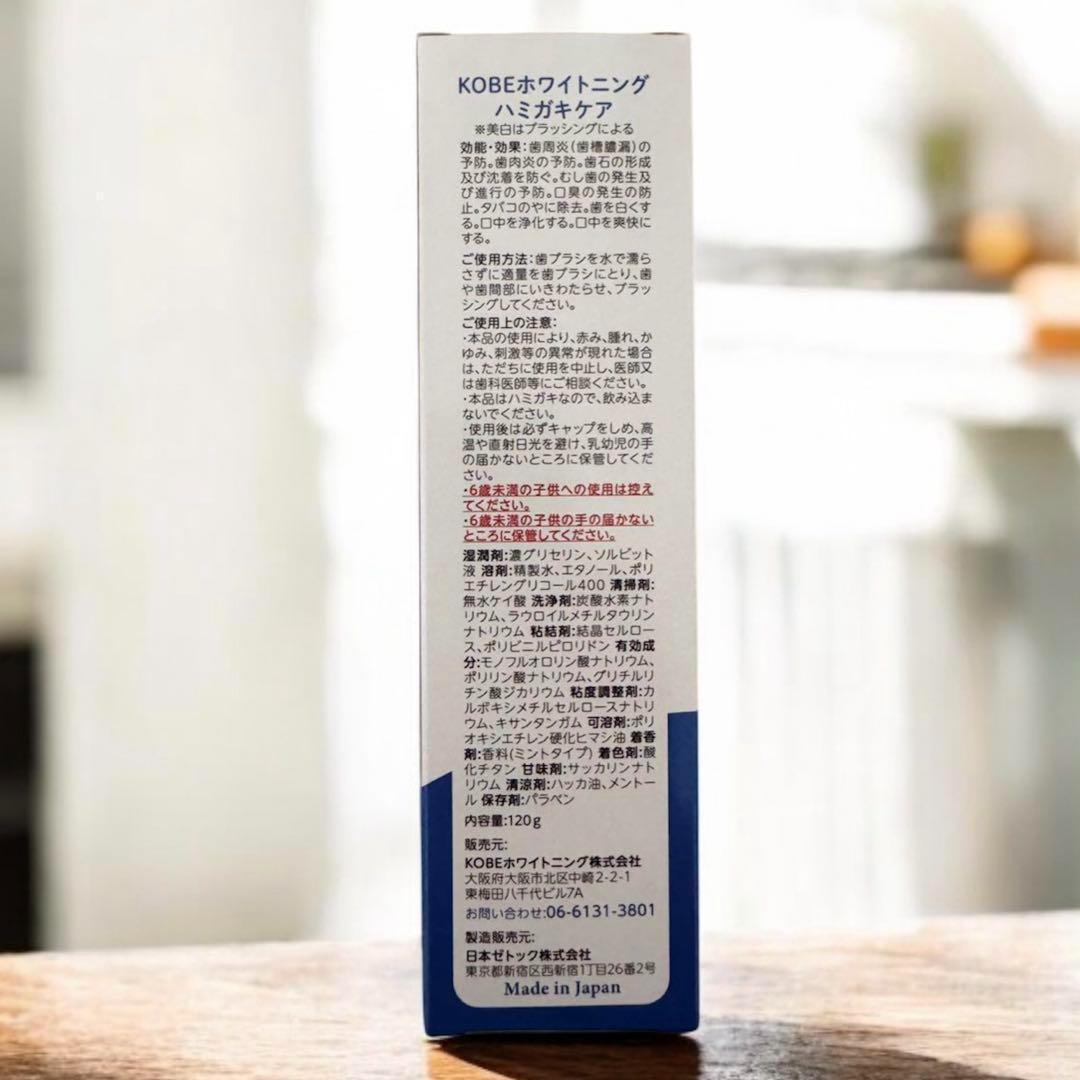 KOBEホワイトニング
ハミガキケア
※美白はブラッシングによる
効能・効果:歯周炎(歯槽膿漏)の
予防。歯肉炎の予防。歯石の形成
及び沈着を防ぐ。むし歯の発生及
び進行の予防。口臭の発生の防
止。タバコのやに除去。歯を白くす
る。口中を浄化する。口中を爽快に
する。
ご使用方法:歯ブラシを水で濡ら
さずに適量を歯ブラシにとり、歯
や歯間部にいきわたらせ、ブラッ
シングしてください。
ご使用上の注意:
・本品の使用により、赤み、腫れ、か
ゆみ、刺激等の異常が現れた場合
は、ただちに使用を中止し、医師又
は歯科医師等にご相談ください。
・本品はハミガキなので、飲み込ま
ないでください。
・使用後は必ずキャップをしめ、高
温や直射日光を避け、乳幼児の手
の届かないところに保管してくだ
さい。
・6歳未満の子供への使用は控え
てください。
・6歳未満の子供の手の届かない
ところに保管してください。
湿潤剤:濃グリセリン、ソルビット
液 溶剤:精製水、エタノール、ポリ
エチレングリコール400 清掃剤:
無水ケイ酸 洗浄剤:炭酸水素ナト
リウム、ラウロイルメチルタウリン
ナトリウム 粘結剤:結晶セルロー
ス、ポリビニルピロリドン 有効成
分:モノフルオロリン酸ナトリウム、
ポリリン酸ナトリウム、グリチルリ
チン酸ジカリウム 粘度調整剤:カ
ルボキシメチルセルロースナトリ
ウム、キサンタンガム 可溶剤:ポリ
オキシエチレン硬化ヒマシ油 着香
剤:香料(ミントタイプ) 着色剤:酸
化チタン 甘味剤:サッカリンナト
リウム 清涼剤:ハッカ油、メントー
ル 保存剤:パラベン
内容量:120g
販売元:
KOBEホワイトニング株式会社
大阪府大阪市北区中崎2-2-1
東梅田八千代ビル7A
お問い合わせ:06-6131-3801
製造販売元:
日本ゼトック株式会社
東京都新宿区西新宿1丁目26番2号
Made in Japan